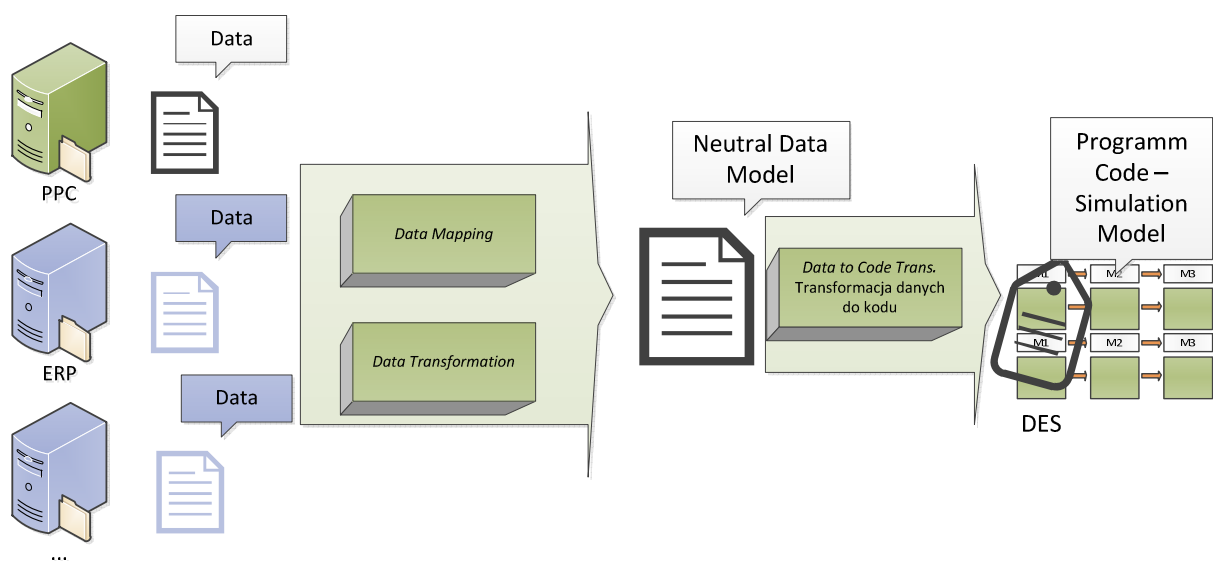 Data
PPC
Data
ERP
Data
...
Data Mapping
Data Transformation
Neutral Data
Model
Data to Code Trans.
Transformacja danych
do kodu
Programm
Code –
Simulation
Model
M1 M2 M3
M1 M2 M3
DES